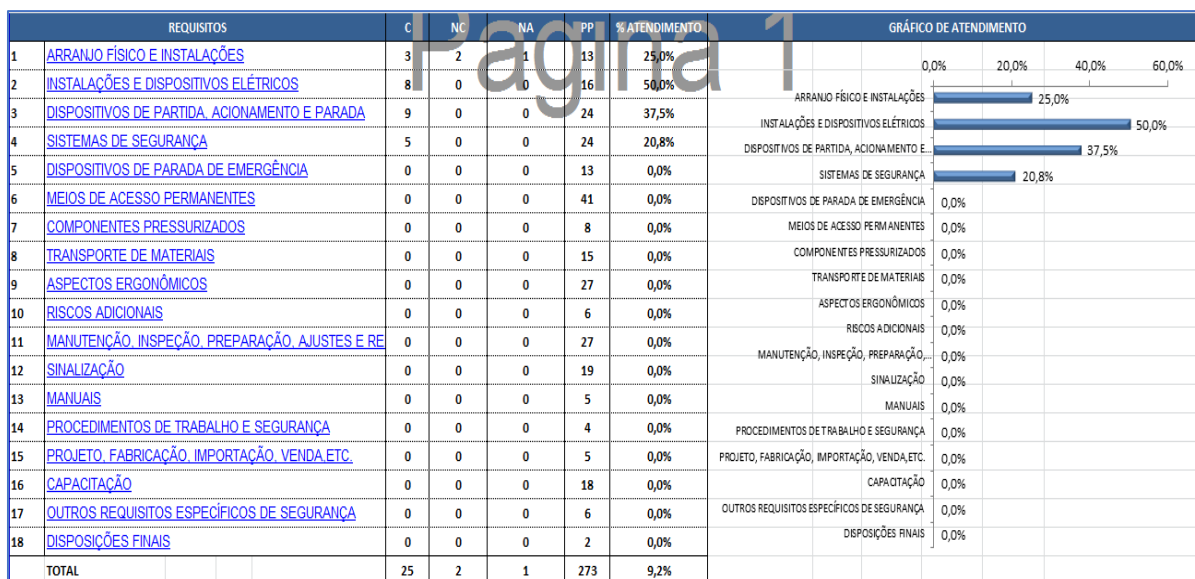 REQUISITOS C NC NA PP % ATENDIMENTO GRÁFICO DE ATENDIMENTO
Página 1
1 ARRANJO FÍSICO E INSTALAÇÕES 3 2 1 13 25,0%
2 INSTALAÇÕES E DISPOSITIVOS ELÉTRICOS 8 0 0 16 50,0%
3 DISPOSITIVOS DE PARTIDA, ACIONAMENTO E PARADA 9 0 0 24 37,5%
4 SISTEMAS DE SEGURANÇA 5 0 0 24 20,8%
5 DISPOSITIVOS DE PARADA DE EMERGÊNCIA 0 0 0 13 0,0%
6 MEIOS DE ACESSO PERMANENTES 0 0 0 41 0,0%
7 COMPONENTES PRESSURIZADOS 0 0 0 8 0,0%
8 TRANSPORTE DE MATERIAIS 0 0 0 15 0,0%
9 ASPECTOS ERGONÔMICOS 0 0 0 27 0,0%
10 RISCOS ADICIONAIS 0 0 0 6 0,0%
11 MANUTENÇÃO, INSPEÇÃO, PREPARAÇÃO, AJUSTES E RE 0 0 0 27 0,0%
12 SINALIZAÇÃO 0 0 0 19 0,0%
13 MANUAIS 0 0 0 5 0,0%
14 PROCEDIMENTOS DE TRABALHO E SEGURANÇA 0 0 0 4 0,0%
15 PROJETO, FABRICAÇÃO, IMPORTAÇÃO, VENDA,ETC. 0 0 0 5 0,0%
16 CAPACITAÇÃO 0 0 0 18 0,0%
17 OUTROS REQUISITOS ESPECÍFICOS DE SEGURANÇA 0 0 0 6 0,0%
18 DISPOSIÇÕES FINAIS 0 0 0 2 0,0%
TOTAL 25 2 1 273 9,2%
0,0% 20,0% 40,0% 60,0%
ARRANJO FÍSICO E INSTALAÇÕES 25,0%
INSTALAÇÕES E DISPOSITIVOS ELÉTRICOS 50,0%
DISPOSITIVOS DE PARTIDA, ACIONAMENTO E... 37,5%
SISTEMAS DE SEGURANÇA 20,8%
DISPOSITIVOS DE PARADA DE EMERGÊNCIA 0,0%
MEIOS DE ACESSO PERMANENTES 0,0%
COMPONENTES PRESSURIZADOS 0,0%
TRANSPORTE DE MATERIAIS 0,0%
ASPECTOS ERGONÔMICOS 0,0%
RISCOS ADICIONAIS 0,0%
MANUTENÇÃO, INSPEÇÃO, PREPARAÇÃO,... 0,0%
SINALIZAÇÃO 0,0%
MANUAIS 0,0%
PROCEDIMENTOS DE TRABALHO E SEGURANÇA 0,0%
PROJETO, FABRICAÇÃO, IMPORTAÇÃO, VENDA,ETC. 0,0%
CAPACITAÇÃO 0,0%
OUTROS REQUISITOS ESPECÍFICOS DE SEGURANÇA 0,0%
DISPOSIÇÕES FINAIS 0,0%